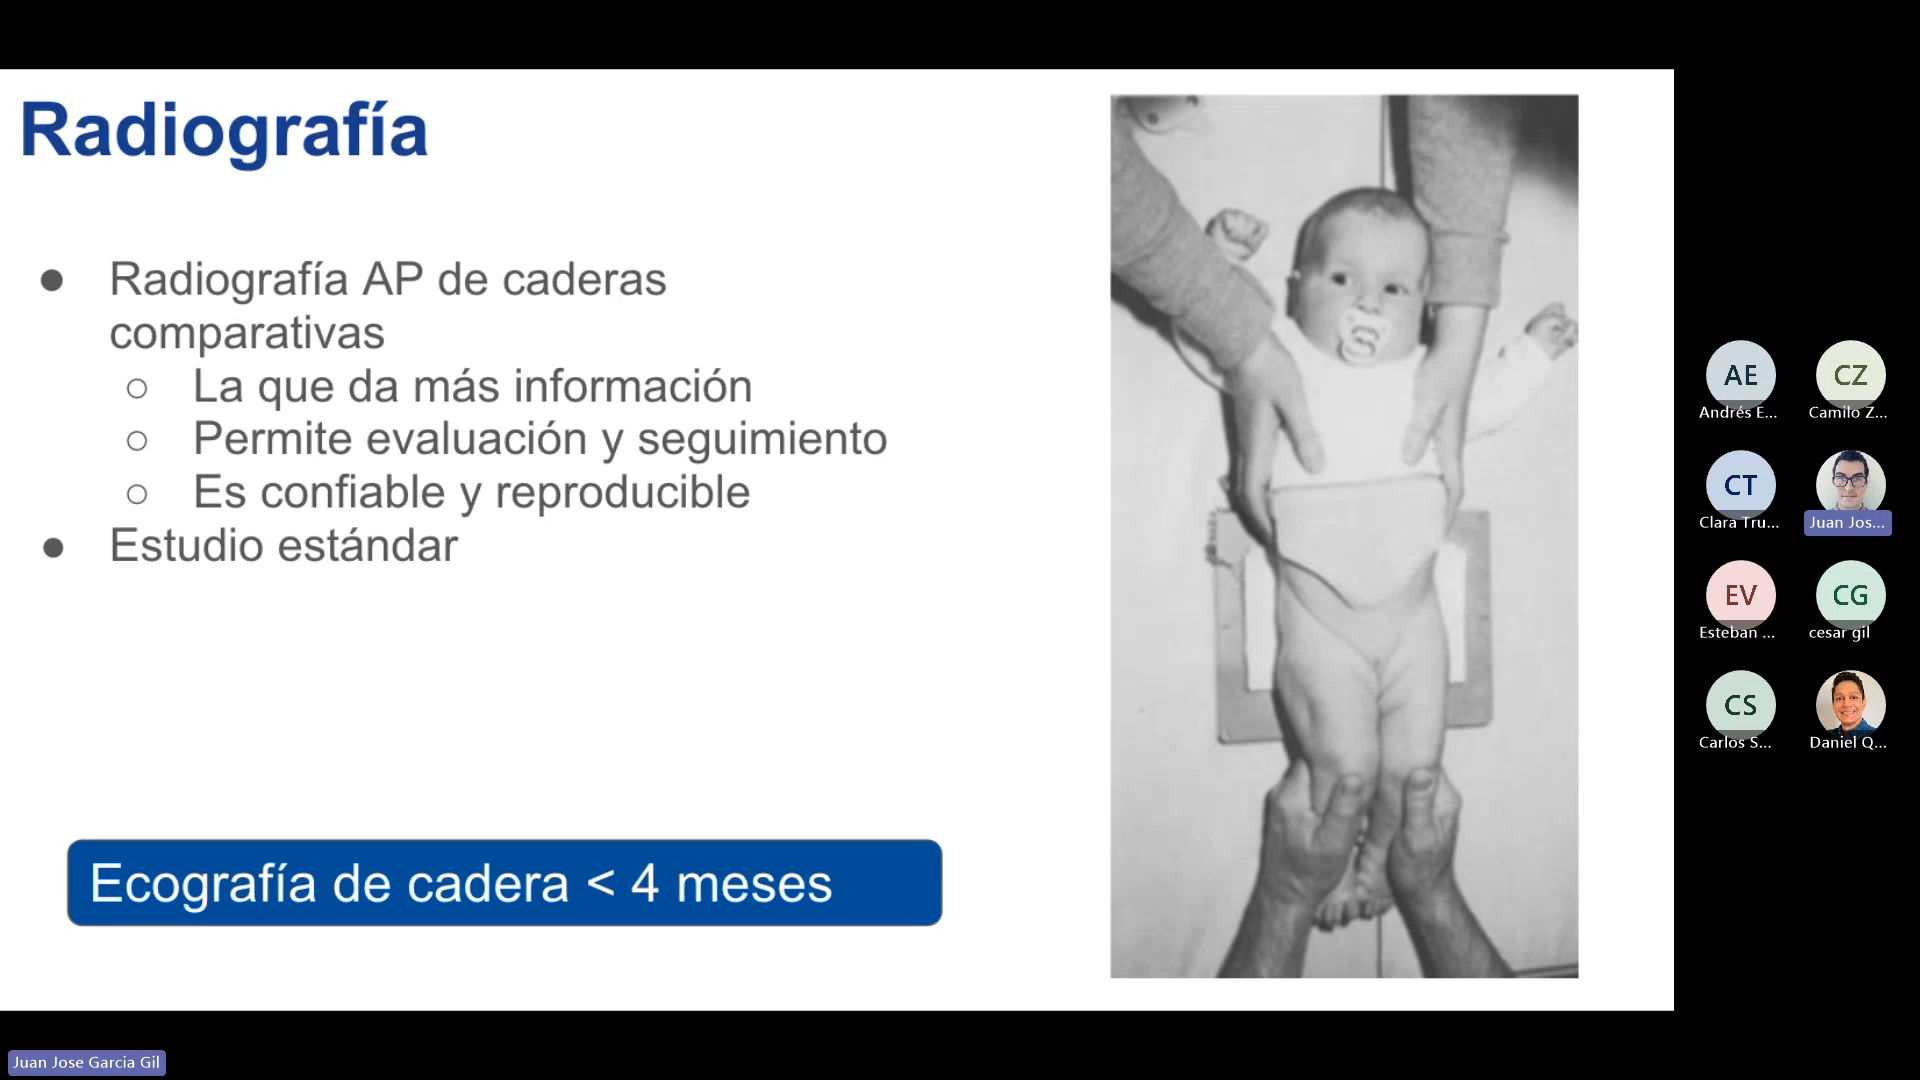 Radiografía
● Radiografía AP de caderas
comparativas
○ La que da más información
○ Permite evaluación y seguimiento
○ Es confiable y reproducible
● Estudio estándar
Ecografía de cadera < 4 meses
AE
Andrés E...
CZ
Camilo Z...
CT
Clara Tru...
Juan Jos...
EV
Esteban ...
CG
cesar gil
CS
Carlos S...
Daniel Q...
Juan Jose Garcia Gil